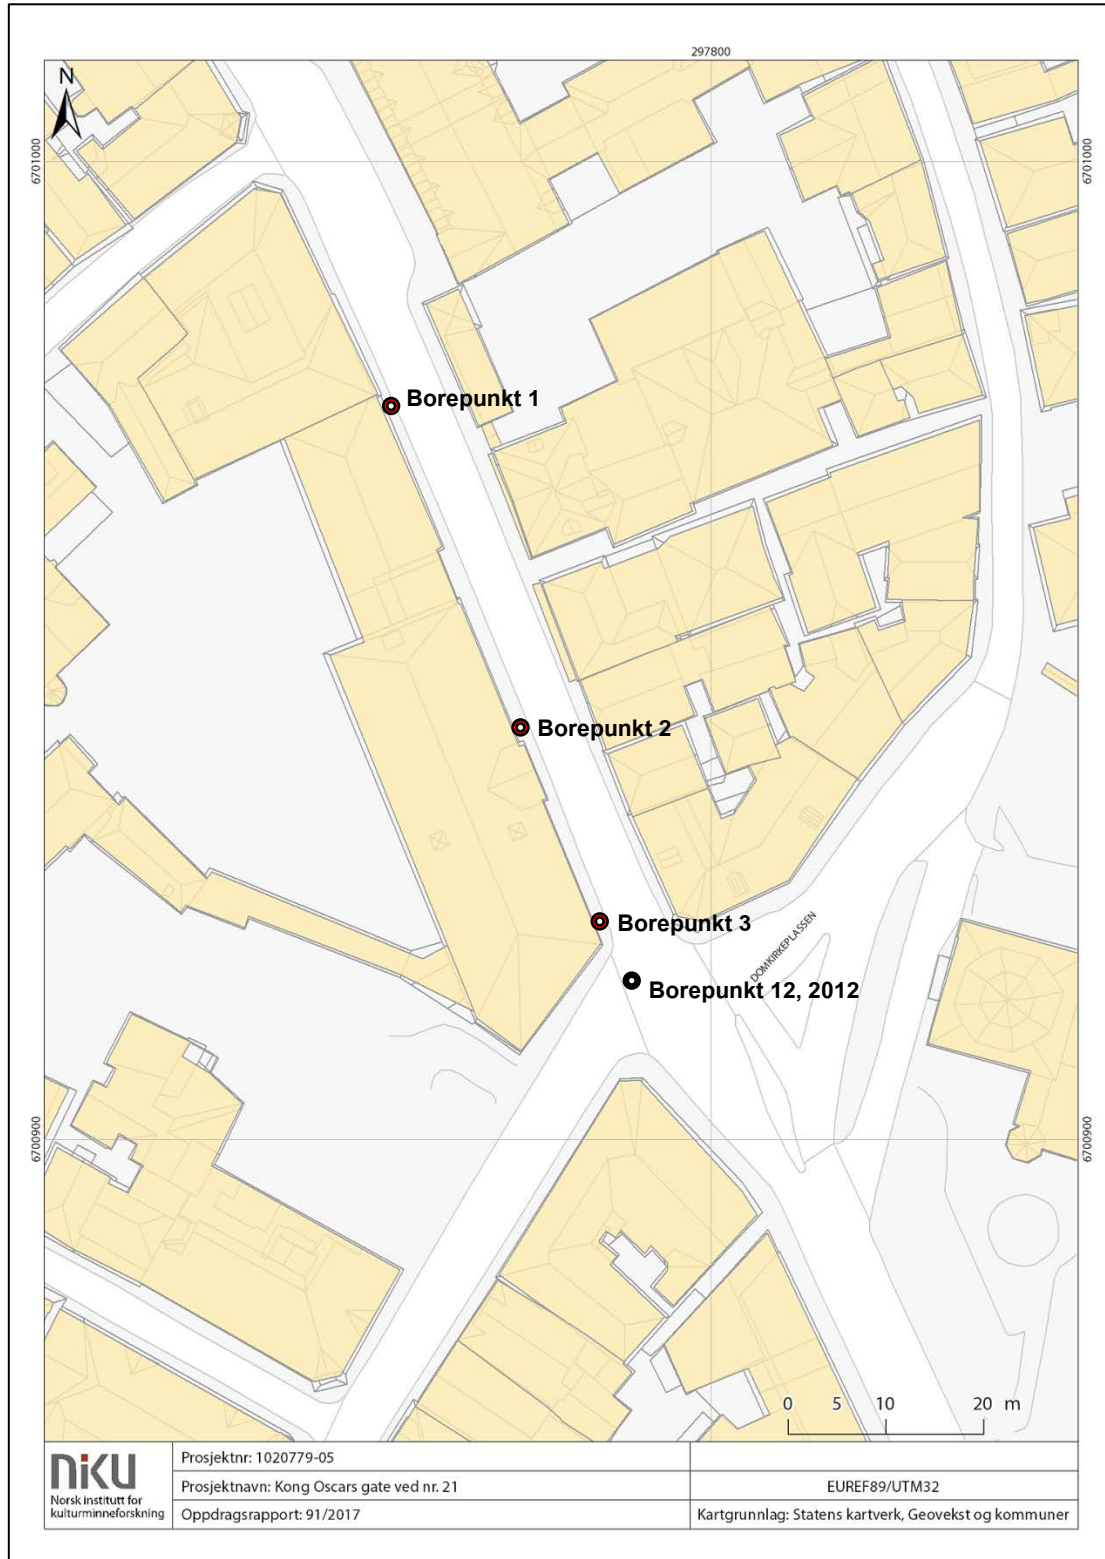 297800
N
6701000
6701000
Borepunkt 1
Borepunkt 2
Borepunkt 3
DOMKIRKEPLASSEN
Borepunkt 12, 2012
6700900
6700900
0 5 10 20 m
niku
Norsk institutt for
kulturminneforskning
Prosjektnr: 1020779-05
Prosjektnavn: Kong Oscars gate ved nr. 21
EUREF89/UTM32
Oppdragsrapport: 91/2017
Kartgrunnlag: Statens kartverk, Geovekst og kommuner